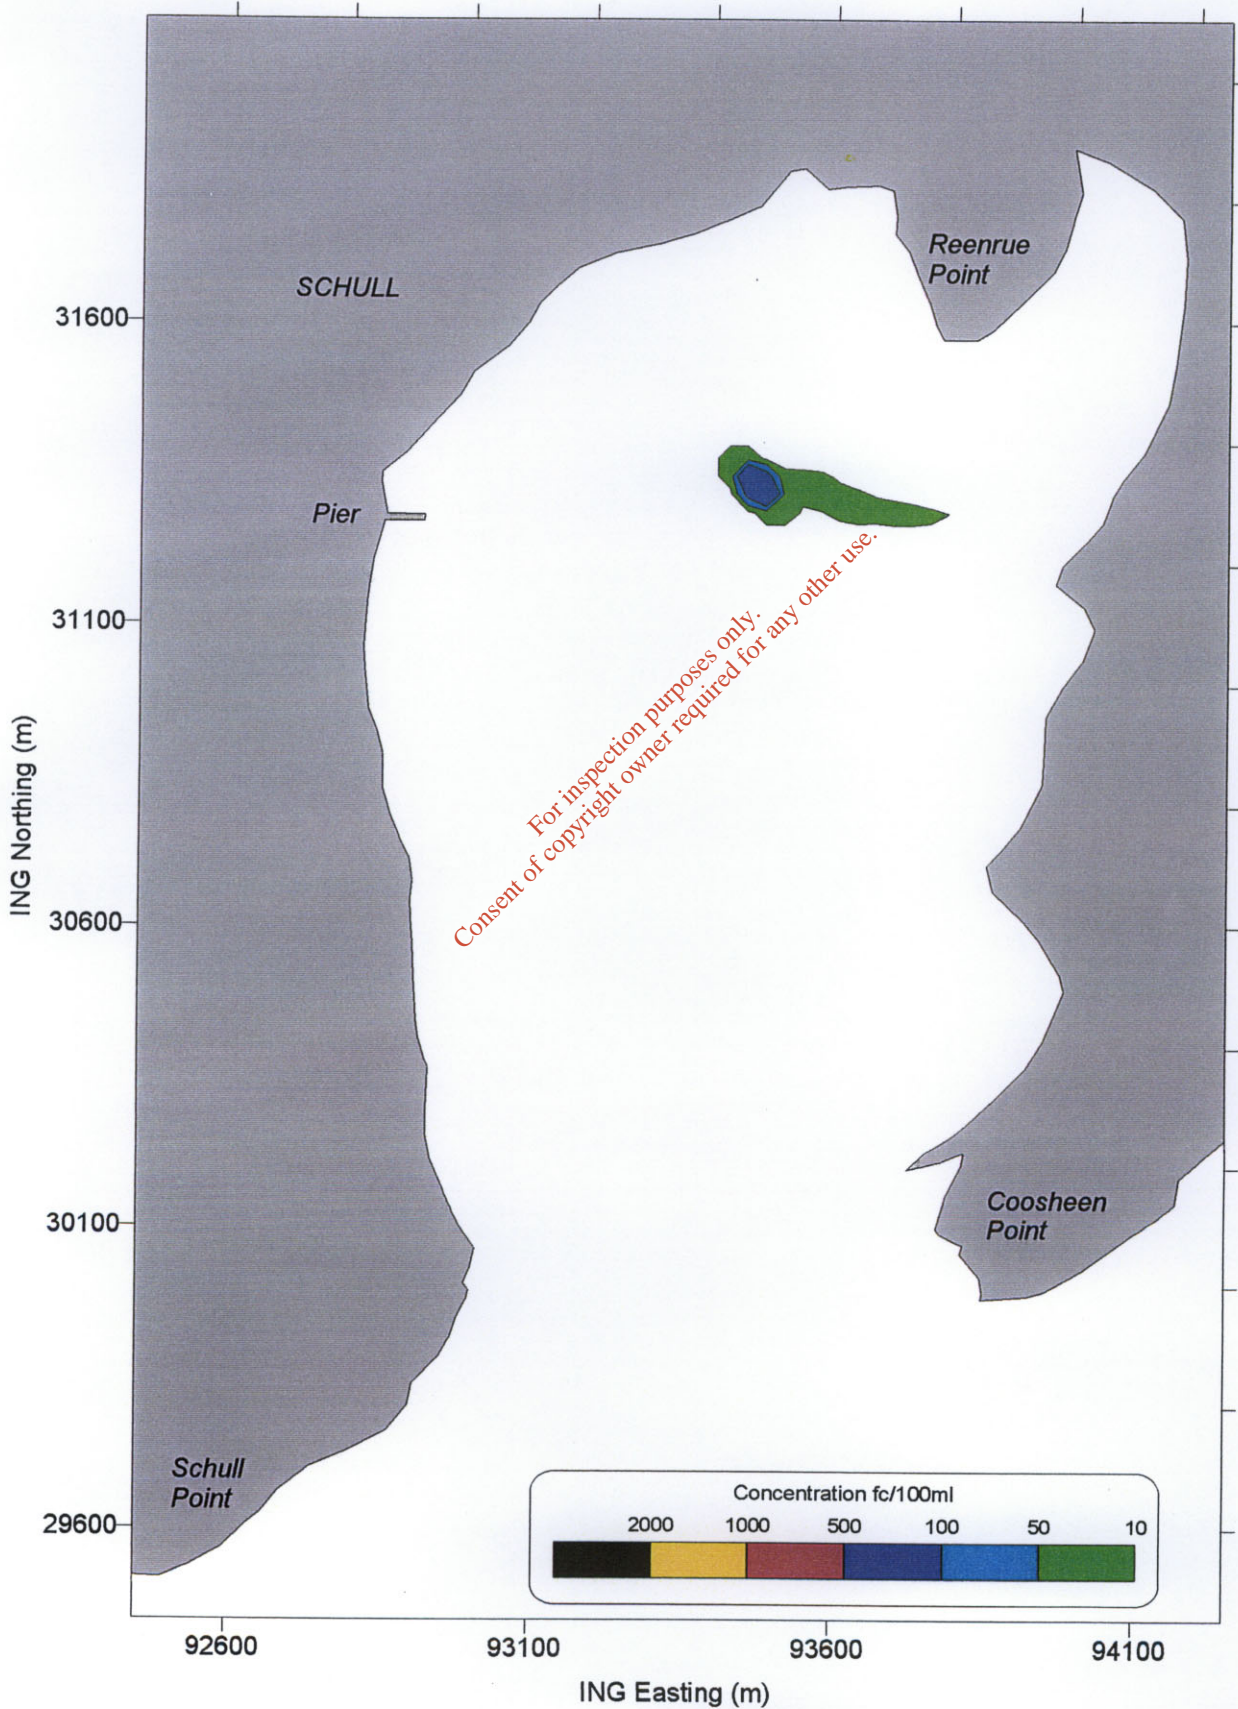 Reenrue
Point
SCHULL
31600
Pier
31100
For inspection purposes only.
Consent of copyright owner required for any other use.
ING Northing (m)
30600
30100
Coosheen
Point
Schull
Point
29600
Concentration fc/100ml
2000 1000 500 100 50 10
92600 93100 93600 94100
ING Easting (m)